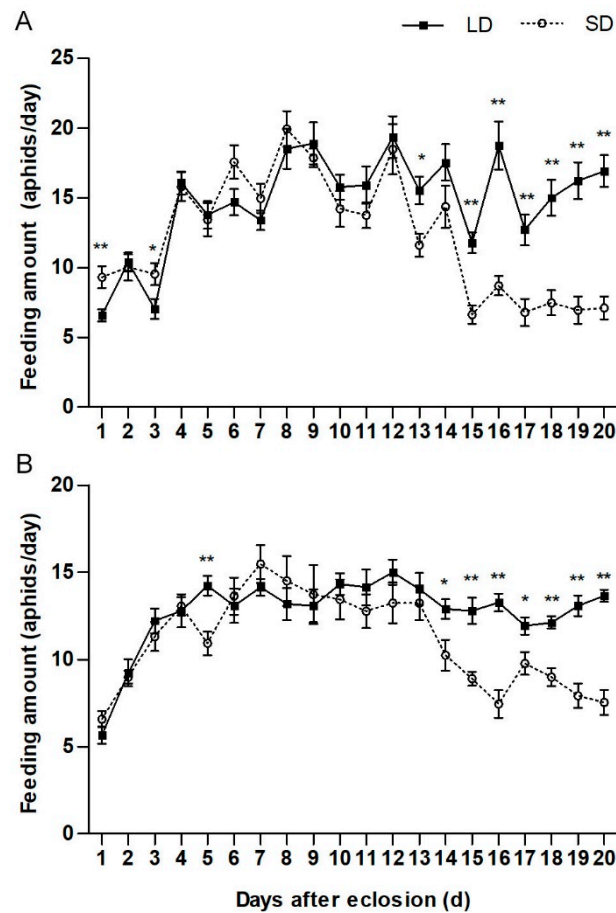 A
LD SD
Feeding amount (aphids/day)
25
20
15
10
5
0
** * * ** ** ** ** ** **
1 2 3 4 5 6 7 8 9 10 11 12 13 14 15 16 17 18 19 20
B
Feeding amount (aphids/day)
20
15
10
5
0
** * ** ** * ** ** **
1 2 3 4 5 6 7 8 9 10 11 12 13 14 15 16 17 18 19 20
Days after eclosion (d)